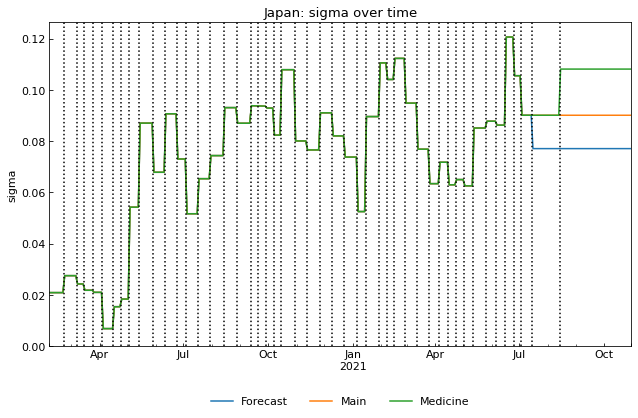 Japan: sigma over time
0.12
0.10
0.08
0.06
0.04
0.02
0.00
sigma
Apr Jul Oct Jan Apr Jul Oct
2021
Forecast Main Medicine